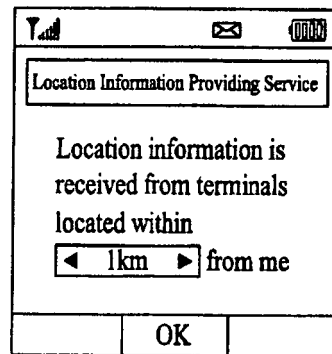 Location Information Providing Service
Location information is
received from terminals
located within
◄ 1km ► from me
OK